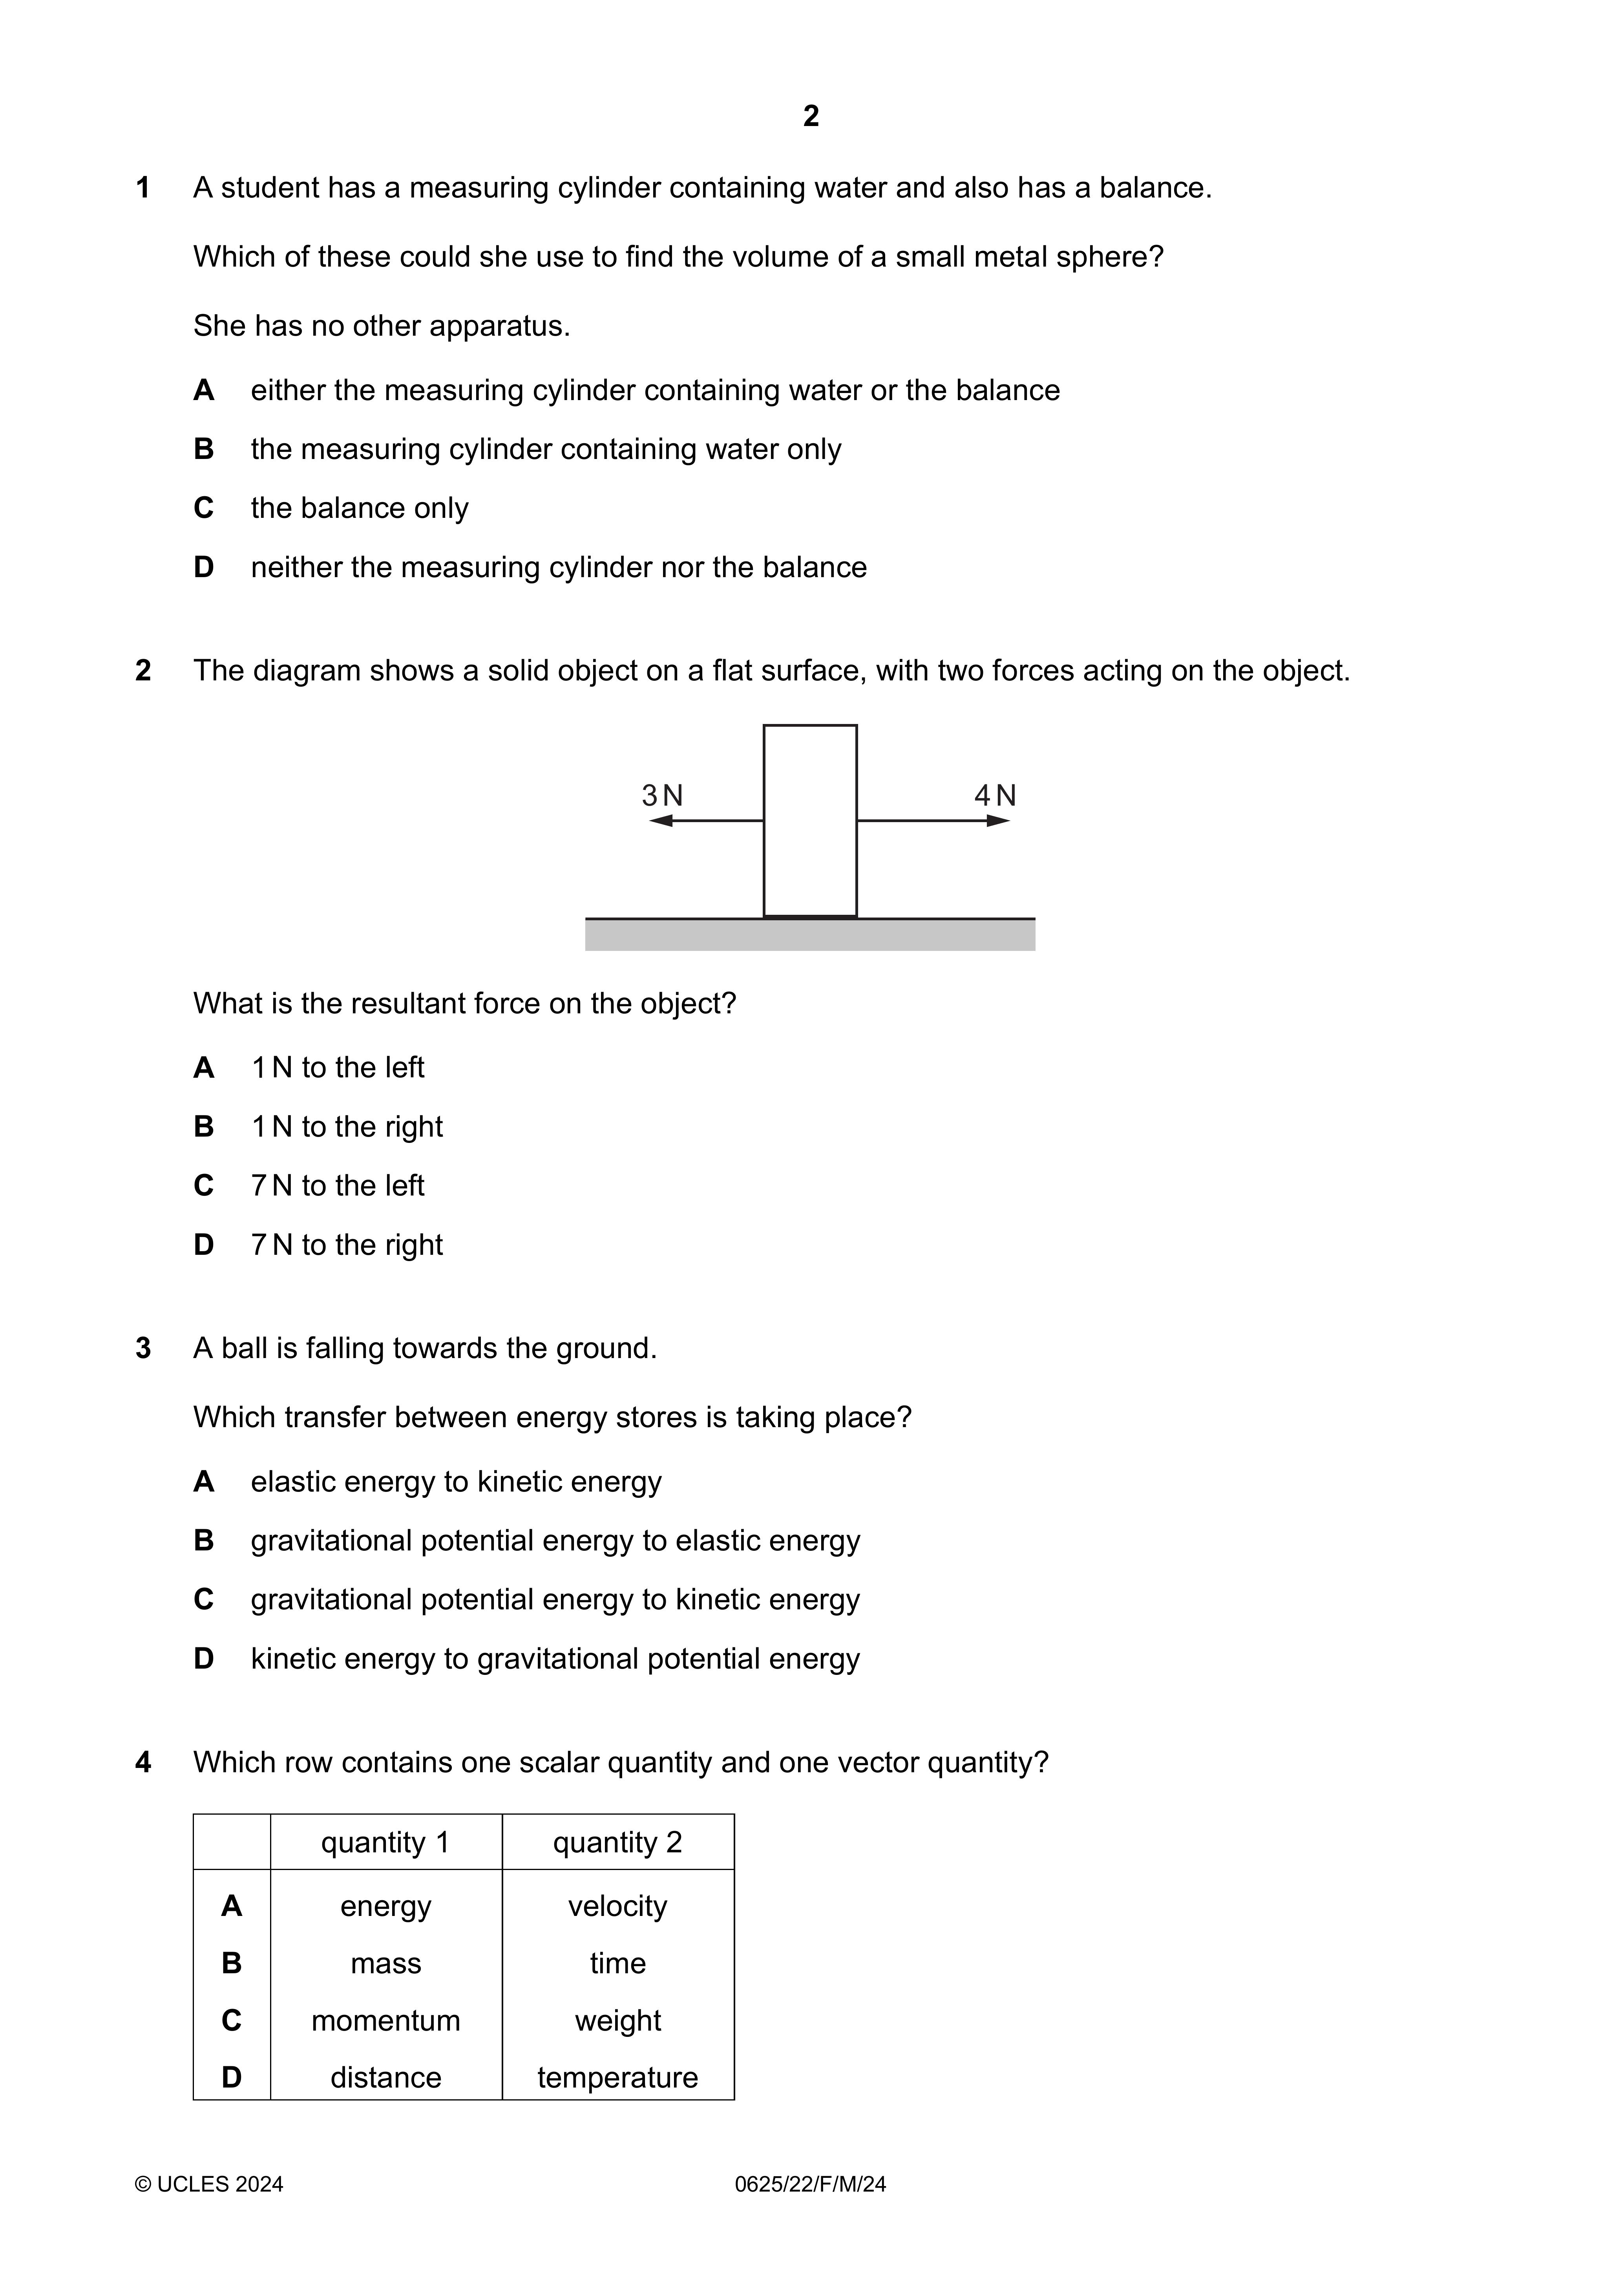 2
1 A student has a measuring cylinder containing water and also has a balance.
Which of these could she use to find the volume of a small metal sphere?
She has no other apparatus.
A either the measuring cylinder containing water or the balance
B the measuring cylinder containing water only
C the balance only
D neither the measuring cylinder nor the balance
2 The diagram shows a solid object on a flat surface, with two forces acting on the object.
3 N 4 N
What is the resultant force on the object?
A 1 N to the left
B 1 N to the right
C 7 N to the left
D 7 N to the right
3 A ball is falling towards the ground.
Which transfer between energy stores is taking place?
A elastic energy to kinetic energy
B gravitational potential energy to elastic energy
C gravitational potential energy to kinetic energy
D kinetic energy to gravitational potential energy
4 Which row contains one scalar quantity and one vector quantity?
quantity 1 quantity 2
A energy velocity
B mass time
C momentum weight
D distance temperature
© UCLES 2024 0625/22/F/M/24